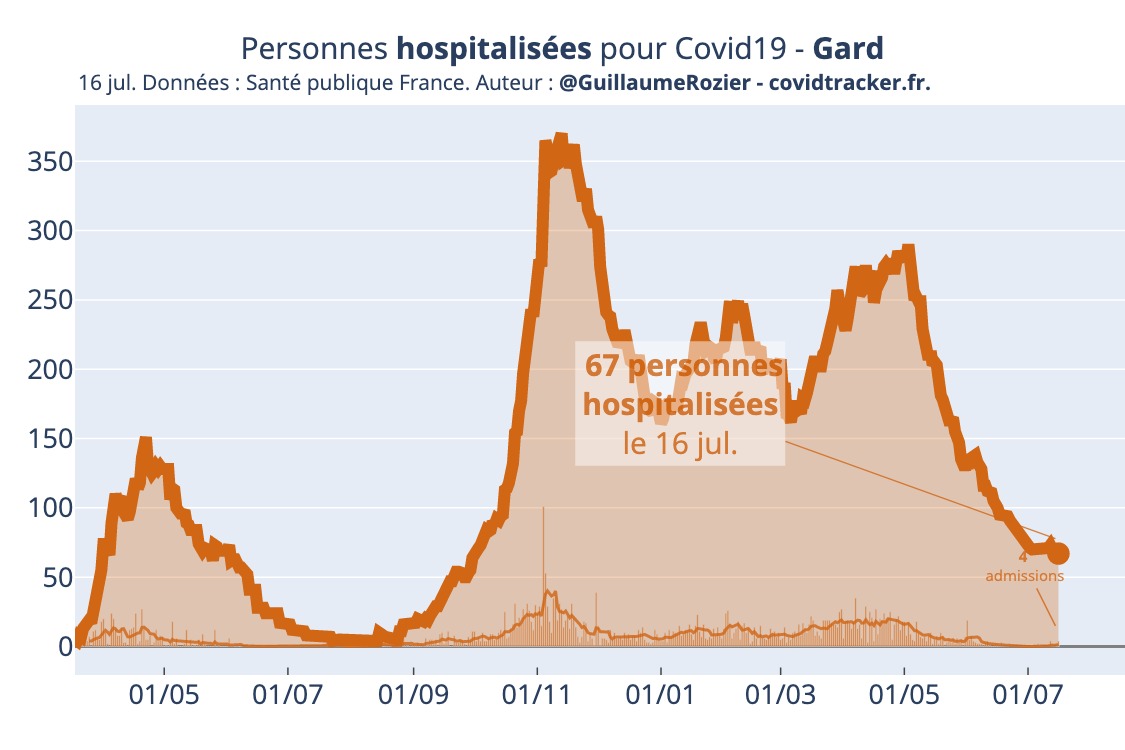 Personnes hospitalisées pour Covid19 - Gard
16 jul. Données : Santé publique France. Auteur : @GuillaumeRozier - covidtracker.fr.
350
300
250
200
150
100
50
0
67 personnes
hospitalisées
le 16 jul.
4
admissions
01/05 01/07 01/09 01/11 01/01 01/03 01/05 01/07